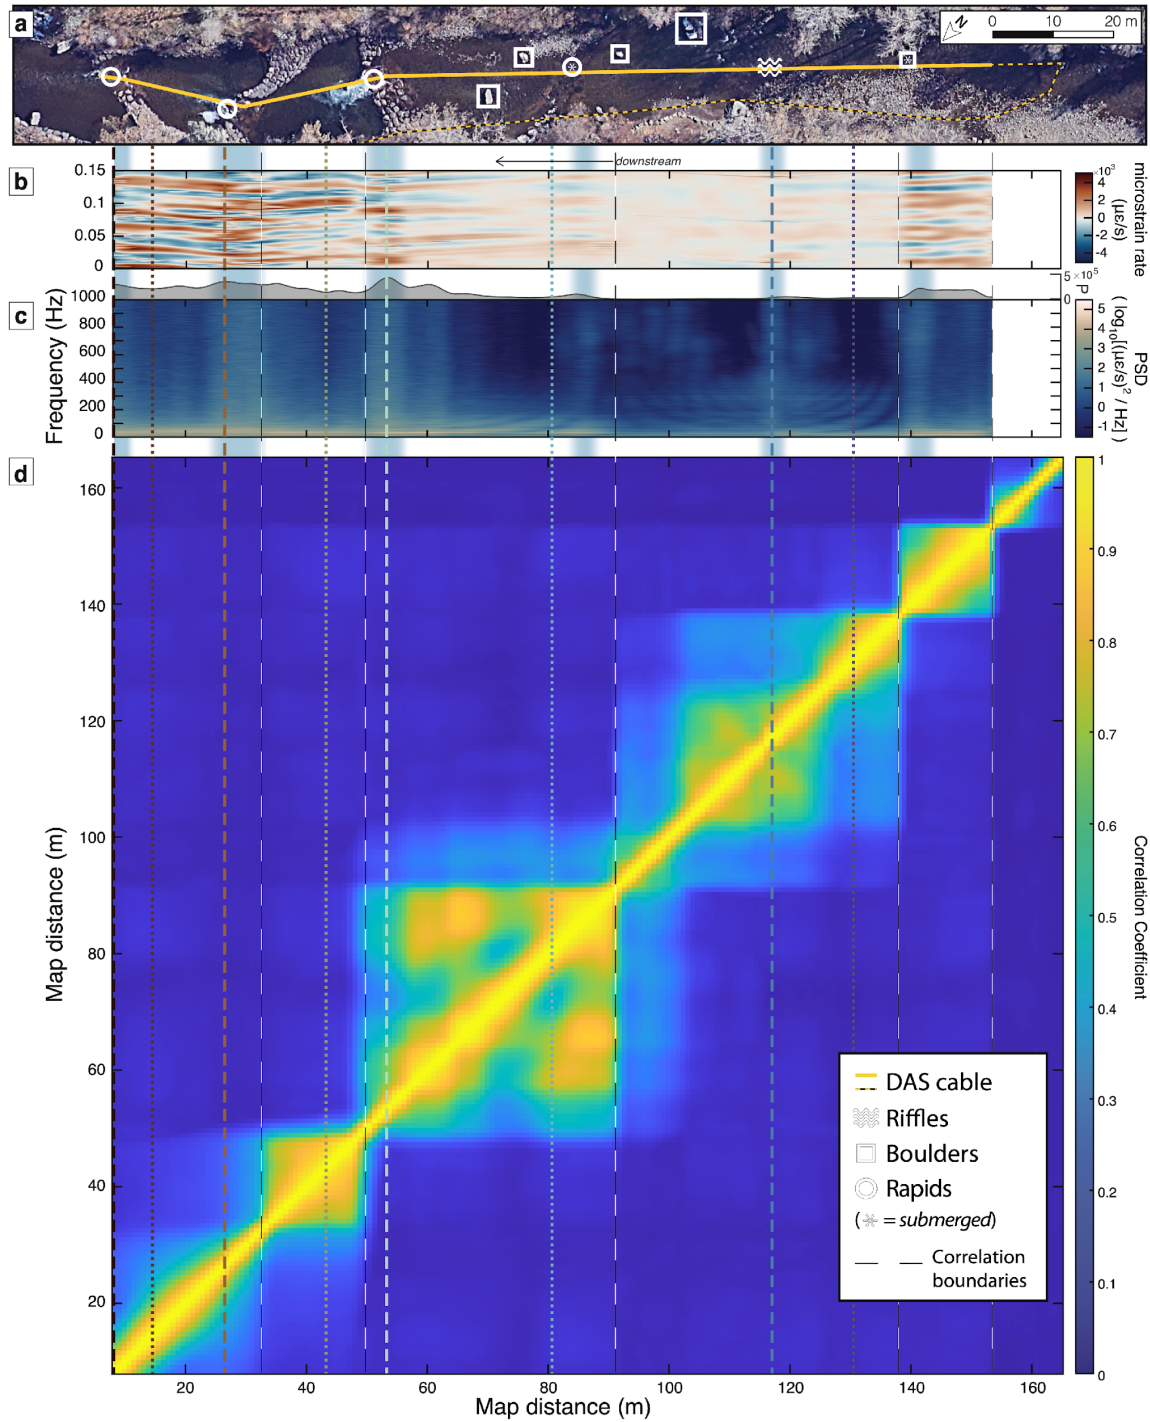 a
N
0 10 20 m
downstream
b
0.15
0.1
0.05
0
×10³
4
2
0
-2
-4
microstrain rate
(με/s)
5×10⁵
P
0
c
Frequency (Hz)
1000
800
600
400
200
0
5
4
3
2
1
0
-1
PSD
( log₁₀[(με/s)² / Hz] )
d
160
140
120
100
80
60
40
20
Map distance (m)
20 40 60 80 100 120 140 160
Map distance (m)
1
0.9
0.8
0.7
0.6
0.5
0.4
0.3
0.2
0.1
0
Correlation Coefficient
DAS cable
Riffles
Boulders
Rapids
(✲ = submerged)
Correlation
boundaries